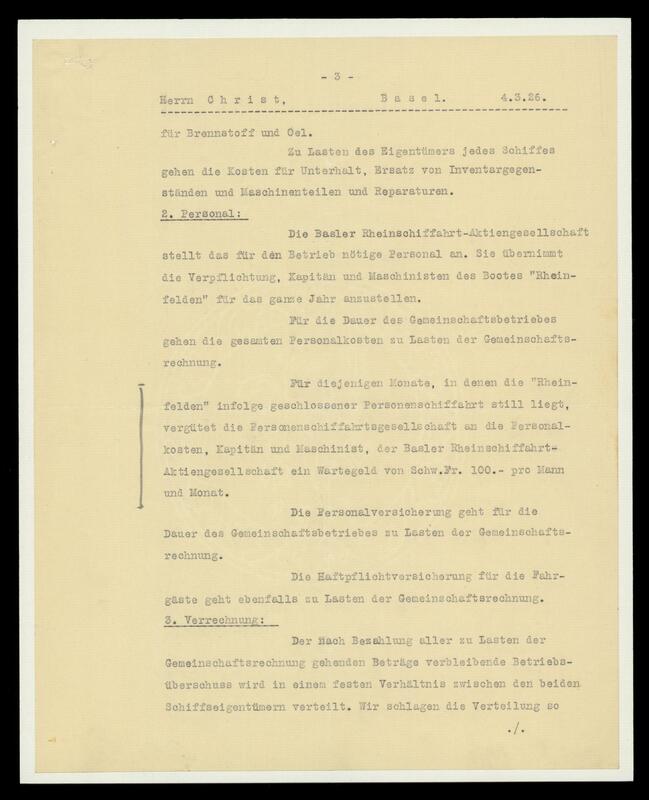 - 3 -
Herrn C h r i s t, B a s e l. 4.3.26.
für Brennstoff und Oel.
Zu Lasten des Eigentümers jedes Schiffes
gehen die Kosten für Unterhalt, Ersatz von Inventargegen-
ständen und Maschinenteilen und Reparaturen.
2. Personal:
Die Basler Rheinschiffahrt-Aktiengesellschaft
stellt das für den Betrieb nötige Personal an. Sie übernimmt
die Verpflichtung, Kapitän und Maschinisten des Bootes "Rhein-
felden" für das ganze Jahr anzustellen.
Für die Dauer des Gemeinschaftsbetriebes
gehen die gesamten Personalkosten zu Lasten der Gemeinschafts-
rechnung.
Für diejenigen Monate, in denen die "Rhein-
felden" infolge geschlossener Personenschiffahrt still liegt,
vergütet die Personenschiffahrtsgesellschaft an die Personal-
kosten, Kapitän und Maschinist, der Basler Rheinschiffahrt-
Aktiengesellschaft ein Wartegeld von Schw.Fr. 100.- pro Mann
und Monat.
Die Personalversicherung geht für die
Dauer des Gemeinschaftsbetriebes zu Lasten der Gemeinschafts-
rechnung.
Die Haftpflichtversicherung für die Fahr-
gäste geht ebenfalls zu Lasten der Gemeinschaftsrechnung.
3. Verrechnung:
Der nach Bezahlung aller zu Lasten der
Gemeinschaftsrechnung gehenden Beträge verbleibende Betriebs-
überschuss wird in einem festen Verhältnis zwischen den beiden
Schiffseigentümern verteilt. Wir schlagen die Verteilung so
./.